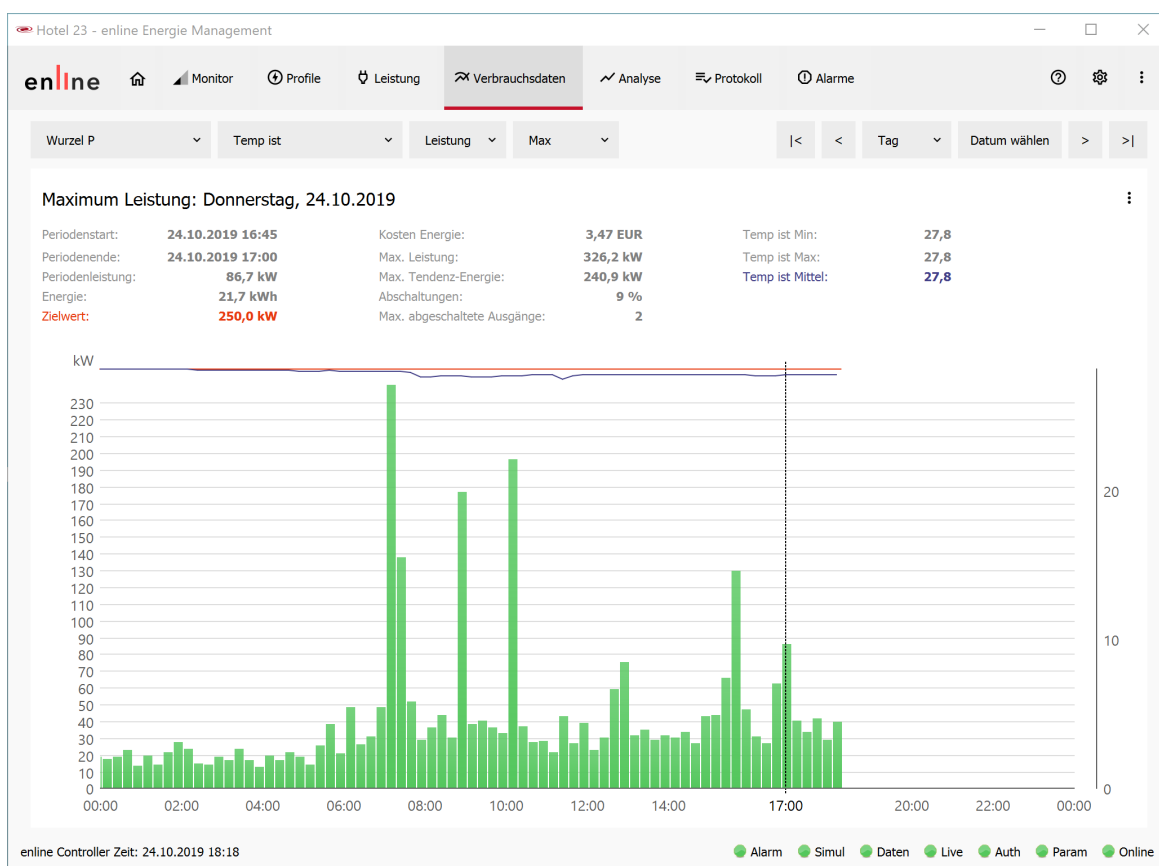 Hotel 23 - enline Energie Management
enline Monitor Profile Leistung Verbrauchsdaten Analyse Protokoll Alarme
Wurzel P Temp ist Leistung Max |< < Tag Datum wählen > >|
Maximum Leistung: Donnerstag, 24.10.2019
Periodenstart: 24.10.2019 16:45 Kosten Energie: 3,47 EUR Temp ist Min: 27,8
Periodenende: 24.10.2019 17:00 Max. Leistung: 326,2 kW Temp ist Max: 27,8
Periodenleistung: 86,7 kW Max. Tendenz-Energie: 240,9 kW Temp ist Mittel: 27,8
Energie: 21,7 kWh Abschaltungen: 9 %
Zielwert: 250,0 kW Max. abgeschaltete Ausgänge: 2
kW
230
220
210
200
190
180
170
160
150
140
130
120
110
100
90
80
70
60
50
40
30
20
10
0
20
10
0
00:00 02:00 04:00 06:00 08:00 10:00 12:00 14:00 17:00 20:00 22:00 00:00
enline Controller Zeit: 24.10.2019 18:18 Alarm Simul Daten Live Auth Param Online